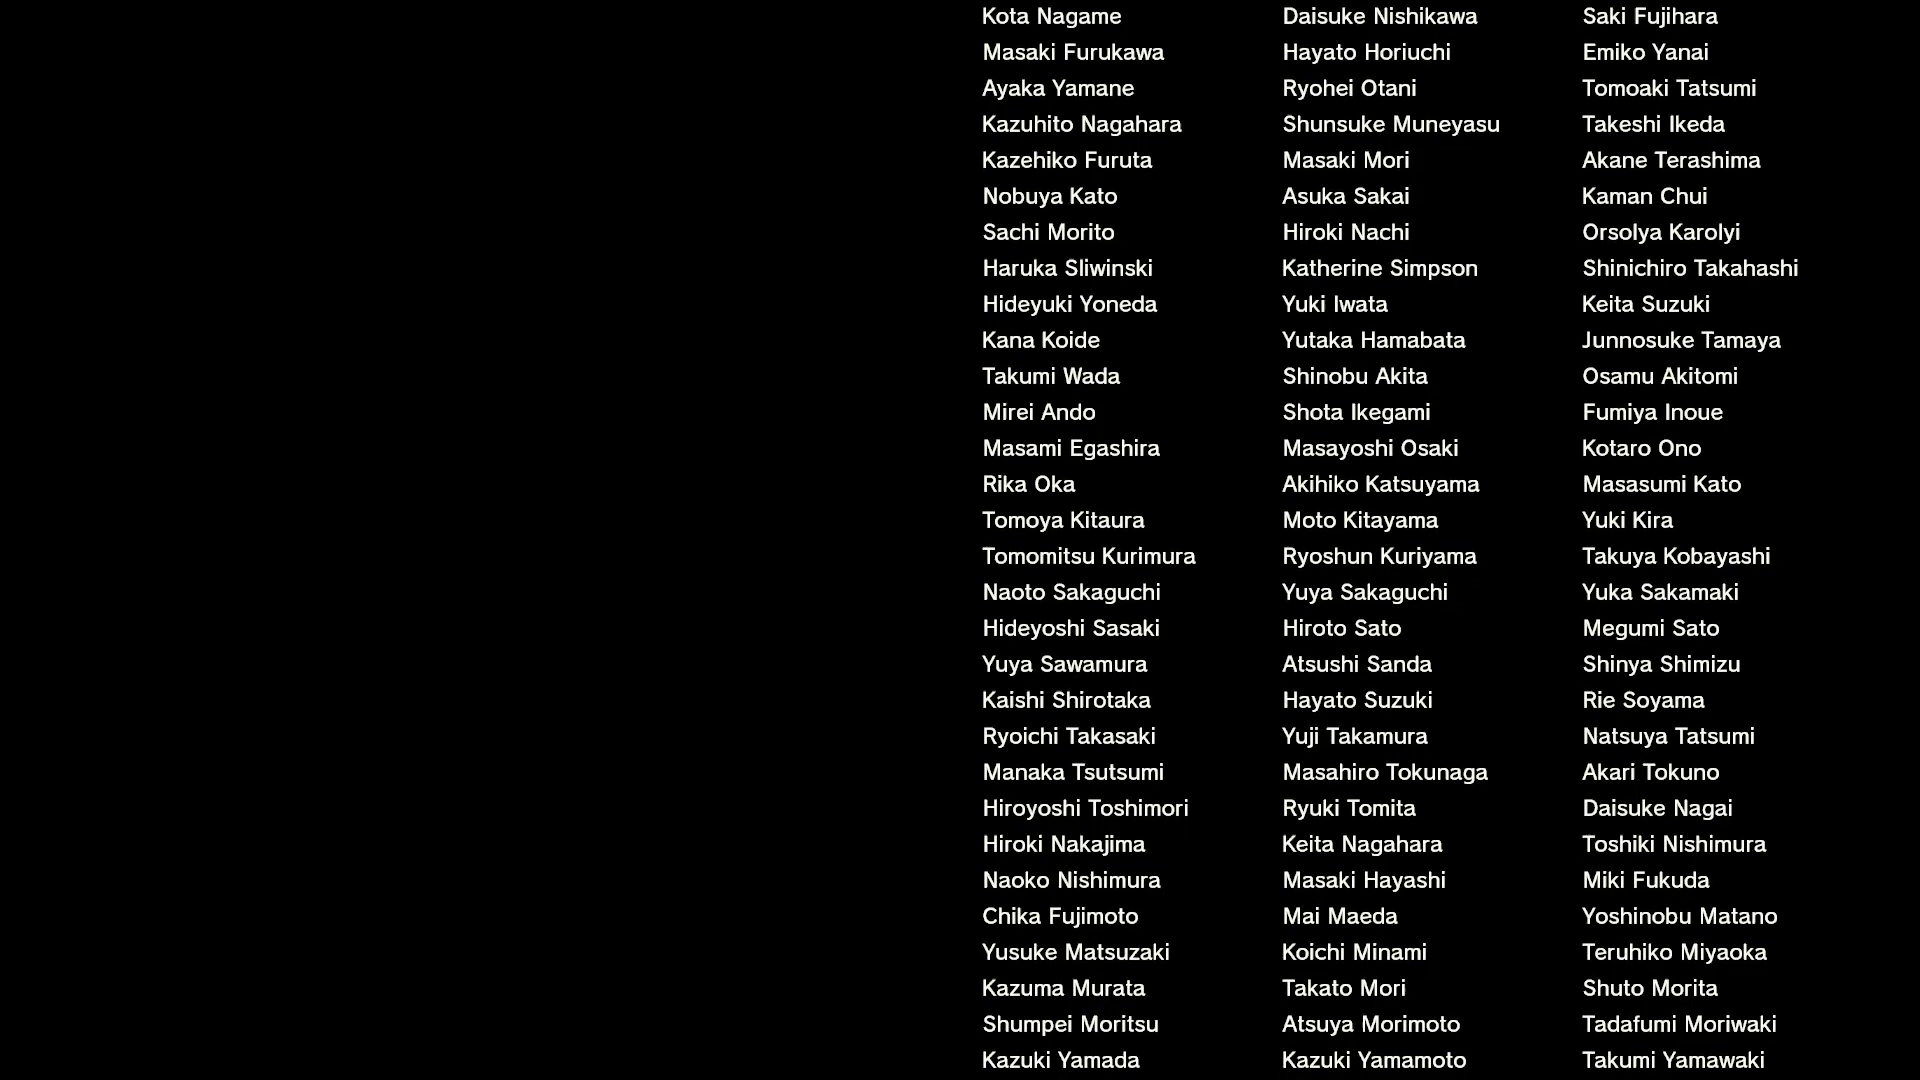 Kota Nagame Daisuke Nishikawa Saki Fujihara
Masaki Furukawa Hayato Horiuchi Emiko Yanai
Ayaka Yamane Ryohei Otani Tomoaki Tatsumi
Kazuhito Nagahara Shunsuke Muneyasu Takeshi Ikeda
Kazehiko Furuta Masaki Mori Akane Terashima
Nobuya Kato Asuka Sakai Kaman Chui
Sachi Morito Hiroki Nachi Orsolya Karolyi
Haruka Sliwinski Katherine Simpson Shinichiro Takahashi
Hideyuki Yoneda Yuki Iwata Keita Suzuki
Kana Koide Yutaka Hamabata Junnosuke Tamaya
Takumi Wada Shinobu Akita Osamu Akitomi
Mirei Ando Shota Ikegami Fumiya Inoue
Masami Egashira Masayoshi Osaki Kotaro Ono
Rika Oka Akihiko Katsuyama Masasumi Kato
Tomoya Kitaura Moto Kitayama Yuki Kira
Tomomitsu Kurimura Ryoshun Kuriyama Takuya Kobayashi
Naoto Sakaguchi Yuya Sakaguchi Yuka Sakamaki
Hideyoshi Sasaki Hiroto Sato Megumi Sato
Yuya Sawamura Atsushi Sanda Shinya Shimizu
Kaishi Shirotaka Hayato Suzuki Rie Soyama
Ryoichi Takasaki Yuji Takamura Natsuya Tatsumi
Manaka Tsutsumi Masahiro Tokunaga Akari Tokuno
Hiroyoshi Toshimori Ryuki Tomita Daisuke Nagai
Hiroki Nakajima Keita Nagahara Toshiki Nishimura
Naoko Nishimura Masaki Hayashi Miki Fukuda
Chika Fujimoto Mai Maeda Yoshinobu Matano
Yusuke Matsuzaki Koichi Minami Teruhiko Miyaoka
Kazuma Murata Takato Mori Shuto Morita
Shumpei Moritsu Atsuya Morimoto Tadafumi Moriwaki
Kazuki Yamada Kazuki Yamamoto Takumi Yamawaki